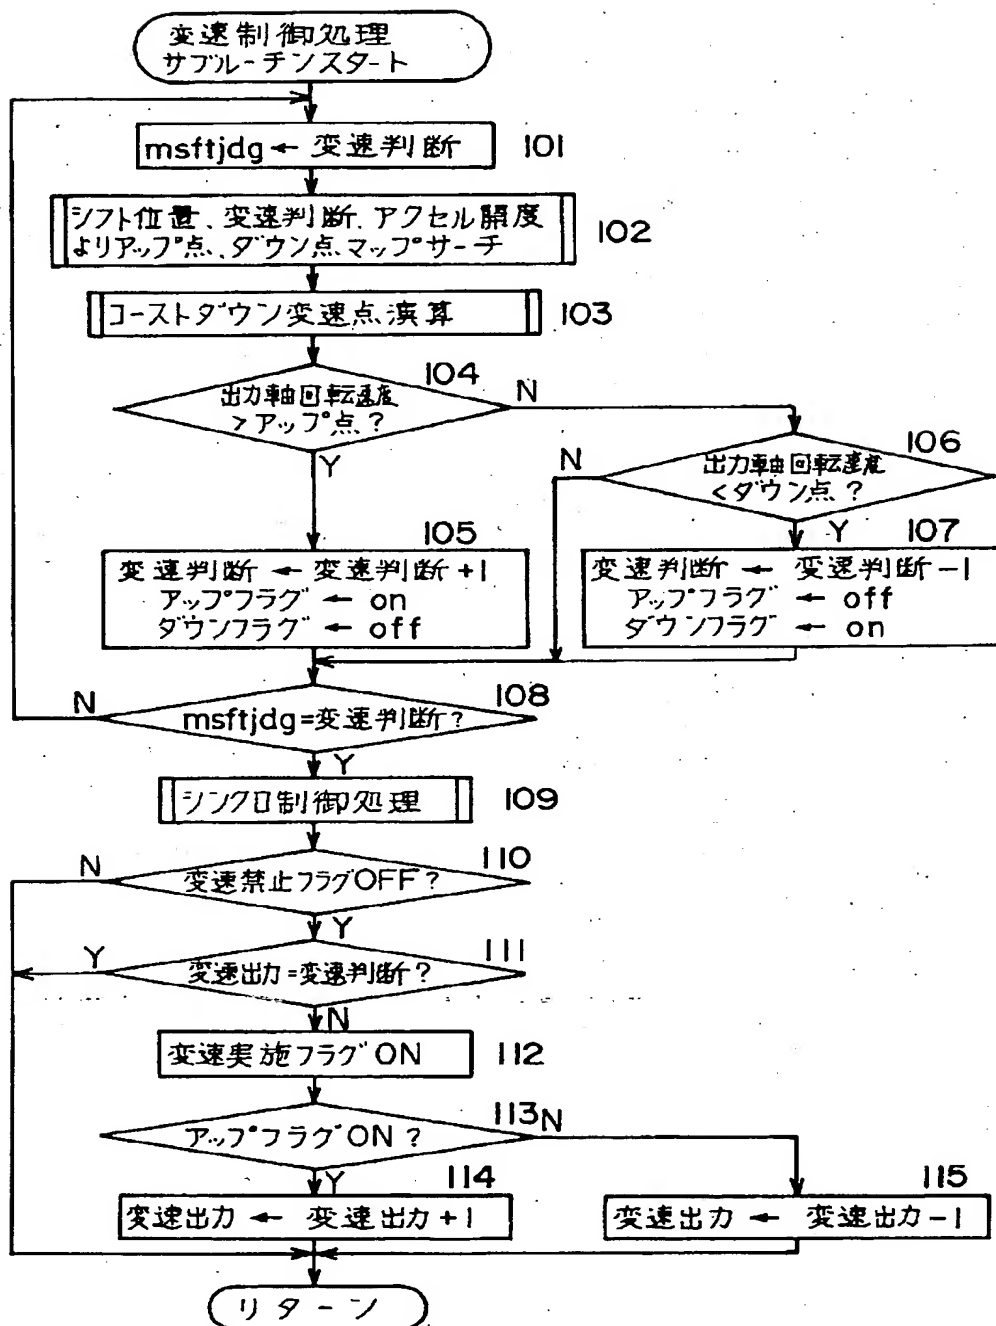 変速制御処理
サブルーチンスタート
msftjdg ← 変速判断
101
シフト位置、変速判断、アクセル開度
よりアップ点、ダウン点マップサーチ
102
コーストダウン変速点演算
103
104
出力軸回転速度
> アップ点?
N
Y
106
出力軸回転速度
< ダウン点?
N
Y
105
変速判断 ← 変速判断+1
アップフラグ ← on
ダウンフラグ ← off
107
変速判断 ← 変速判断-1
アップフラグ ← off
ダウンフラグ ← on
108
N
msftjdg=変速判断?
Y
シンクロ制御処理
109
110
N
変速禁止フラグOFF?
Y
111
Y
変速出力=変速判断?
N
変速実施フラグON
112
113
N
アップフラグON?
Y
114
変速出力 ← 変速出力+1
115
変速出力 ← 変速出力-1
リターン